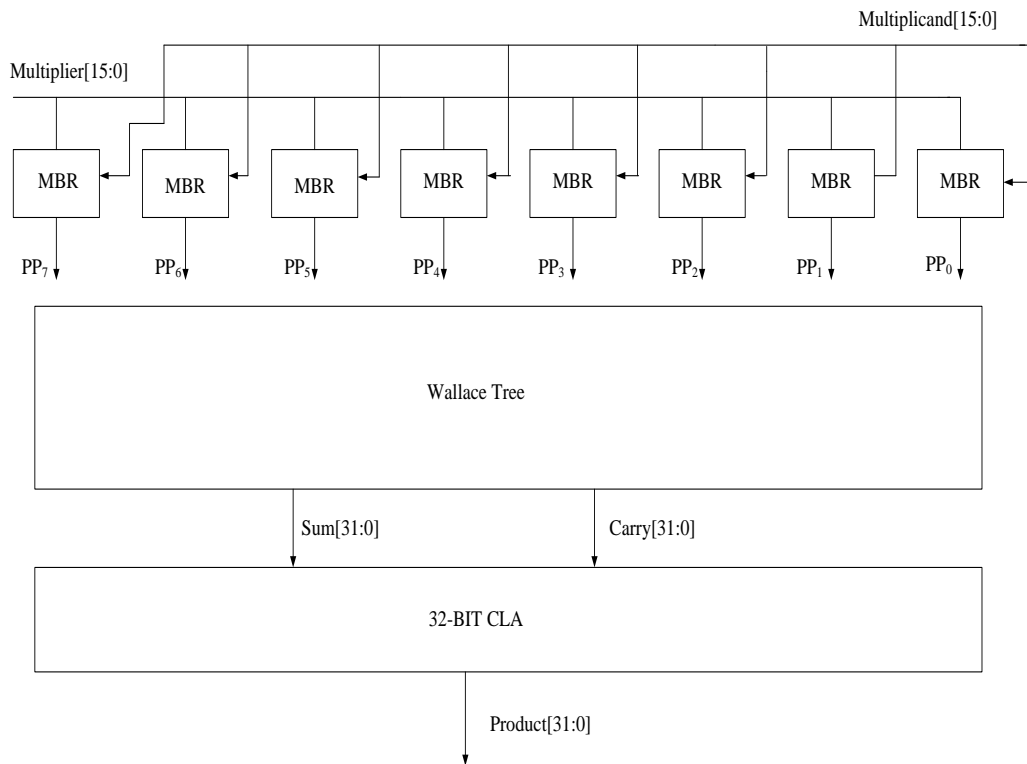 Multiplicand[15:0]
Multiplier[15:0]
MBR MBR MBR MBR MBR MBR MBR MBR
PP₇ PP₆ PP₅ PP₄ PP₃ PP₂ PP₁ PP₀
Wallace Tree
Sum[31:0] Carry[31:0]
32-BIT CLA
Product[31:0]